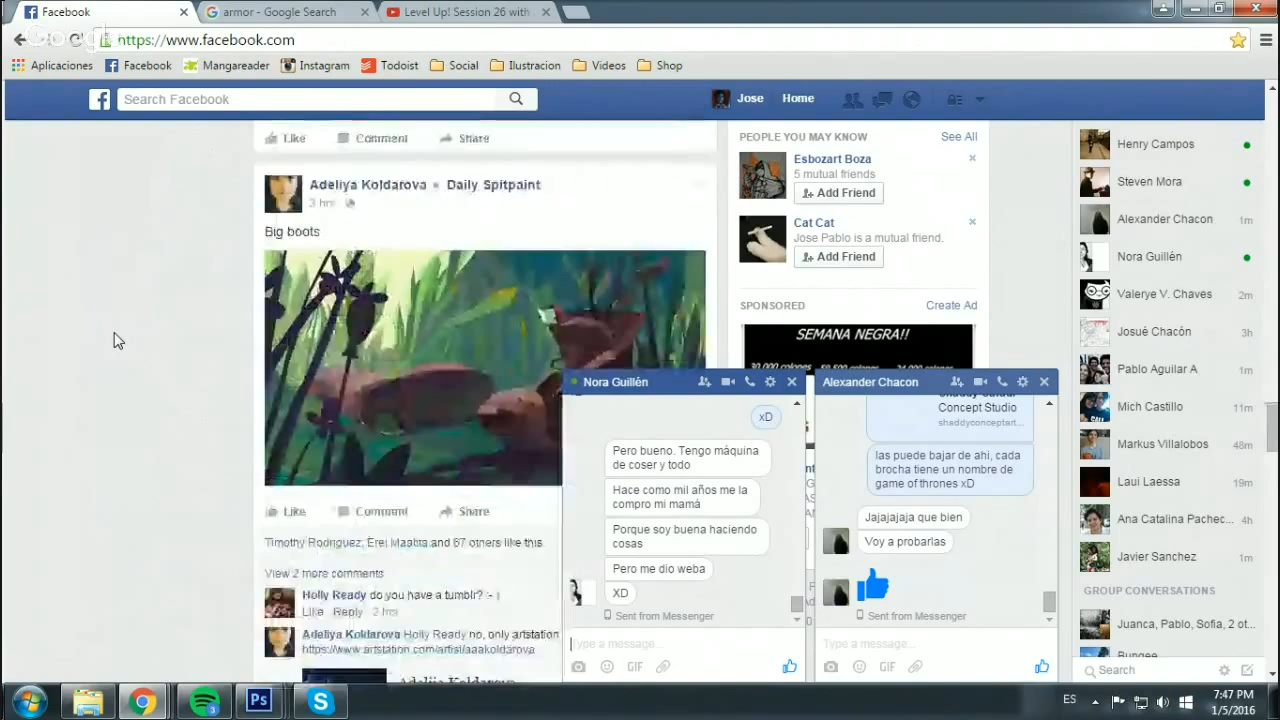 Facebook
armor - Google Search
Level Up! Session 26 with
Google
https://www.facebook.com
Aplicaciones
Facebook
Mangareader
Instagram
Todoist
Social
Ilustracion
Videos
Shop
Search Facebook
Jose
Home
Like
Comment
Share
Adeliya Koldarova
Daily Spitpaint
3 hrs
Big boots
Like
Comment
Share
Timothy Rodriguez, Erei Maahta and 67 others like this
View 2 more comments
Holly Ready do you have a tumblr? :-)
Like Reply 2 hrs
Adeliya Koldarova Holly Ready no, only artstation
https://www.artstation.com/artist/aaakoldarova
PEOPLE YOU MAY KNOW
See All
Esbozart Boza
5 mutual friends
Add Friend
Cat Cat
Jose Pablo is a mutual friend.
Add Friend
SPONSORED
Create Ad
SEMANA NEGRA!!
Nora Guillén
xD
Pero bueno. Tengo máquina
de coser y todo
Hace como mil años me la
compro mi mamá
Porque soy buena haciendo
cosas
Pero me dio weba
XD
Sent from Messenger
Type a message...
GIF
Alexander Chacon
Concept Studio
shaddyconceptart...
las puede bajar de ahi, cada
brocha tiene un nombre de
game of thrones xD
Jajajajaja que bien
Voy a probarlas
Sent from Messenger
Type a message...
GIF
Henry Campos
Steven Mora
Alexander Chacon 1m
Nora Guillén
Valerye V. Chaves 2m
Josué Chacón 3h
Pablo Aguilar A 1m
Mich Castillo 11m
Markus Villalobos 48m
Laui Laessa 19m
Ana Catalina Pachec... 4h
Javier Sanchez 1m
GROUP CONVERSATIONS
Juanca, Pablo, Sofia, 2 ot...
Bungee
Search
Ps
3
ES
7:47 PM
1/5/2016